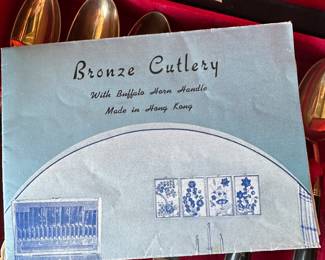 Bronze Cutlery
With Buffalo Horn Handle
Made in Hong Kong